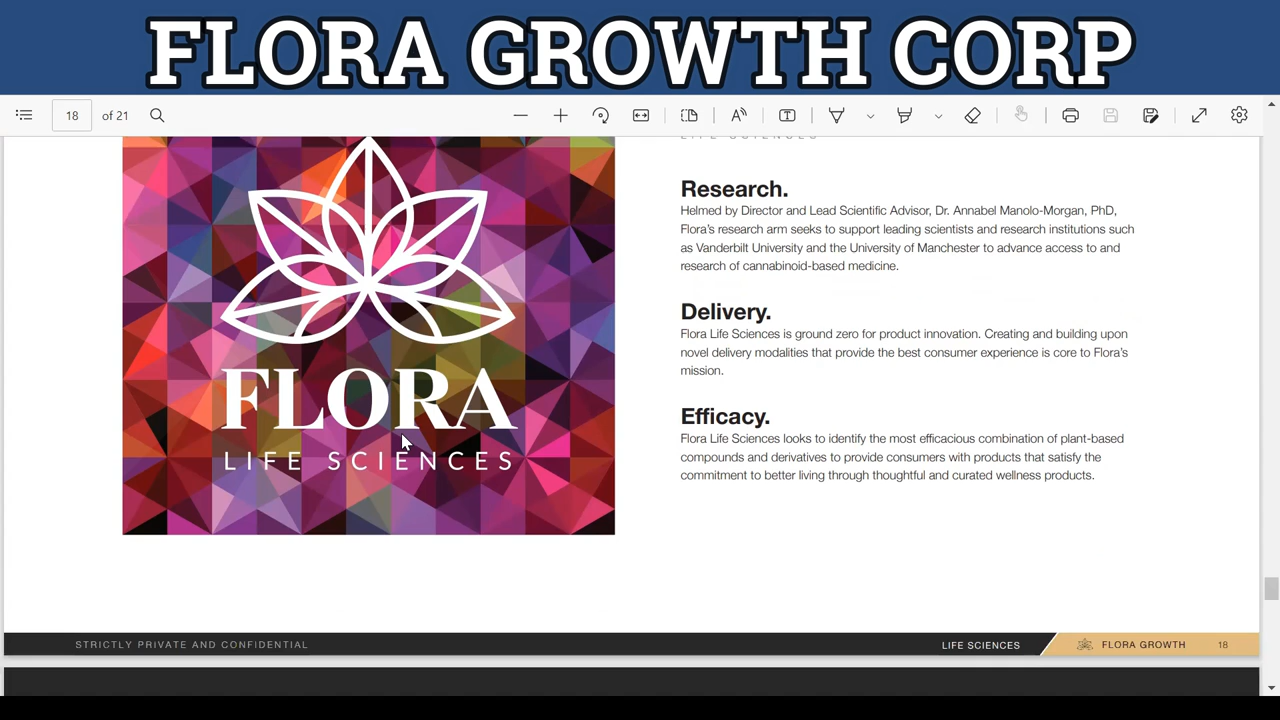 FLORA GROWTH CORP
18 of 21
LIFE SCIENCES
Research.
Helmed by Director and Lead Scientific Advisor, Dr. Annabel Manolo-Morgan, PhD,
Flora's research arm seeks to support leading scientists and research institutions such
as Vanderbilt University and the University of Manchester to advance access to and
research of cannabinoid-based medicine.
Delivery.
Flora Life Sciences is ground zero for product innovation. Creating and building upon
novel delivery modalities that provide the best consumer experience is core to Flora's
mission.
Efficacy.
Flora Life Sciences looks to identify the most efficacious combination of plant-based
compounds and derivatives to provide consumers with products that satisfy the
commitment to better living through thoughtful and curated wellness products.
FLORA
LIFE SCIENCES
STRICTLY PRIVATE AND CONFIDENTIAL
LIFE SCIENCES
FLORA GROWTH
18